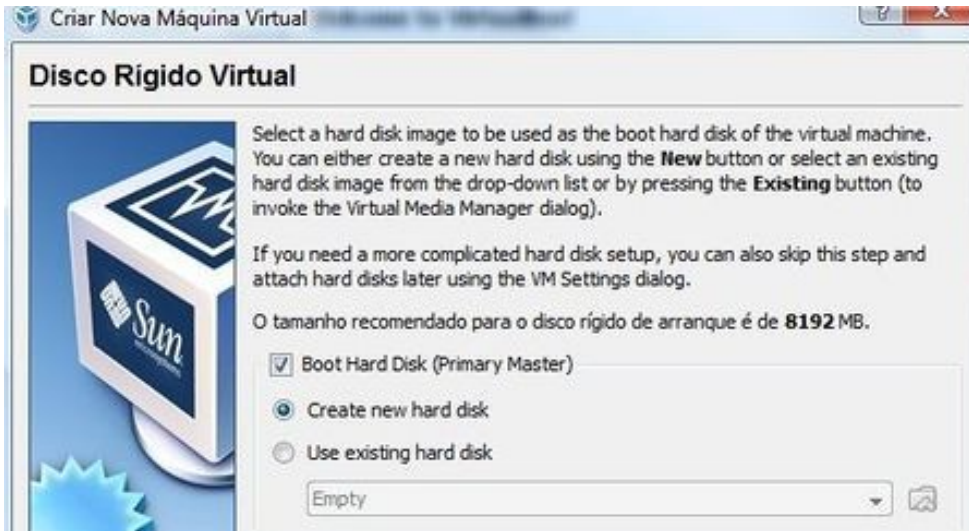 Criar Nova Máquina Virtual
Disco Rígido Virtual
Select a hard disk image to be used as the boot hard disk of the virtual machine.
You can either create a new hard disk using the New button or select an existing
hard disk image from the drop-down list or by pressing the Existing button (to
invoke the Virtual Media Manager dialog).
If you need a more complicated hard disk setup, you can also skip this step and
attach hard disks later using the VM Settings dialog.
O tamanho recomendado para o disco rígido de arranque é de 8192 MB.
Boot Hard Disk (Primary Master)
Create new hard disk
Use existing hard disk
Empty
Sun
microsystems